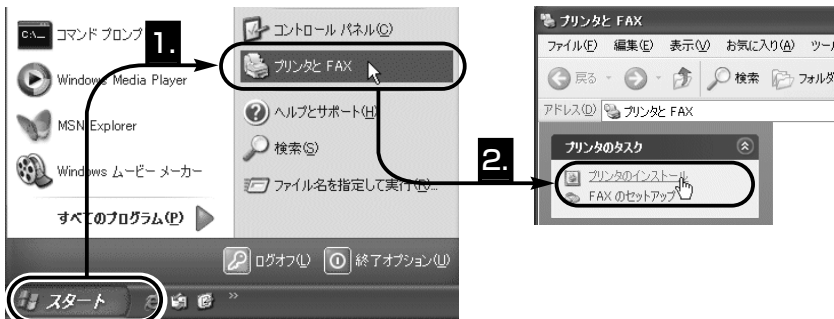 コマンド プロンプ
1.
Windows Media Player
MSN Explorer
Windows ムービー メーカー
すべてのプログラム(P)
コントロール パネル(C)
プリンタと FAX
ヘルプとサポート(H)
検索(S)
ファイル名を指定して実行(R)...
ログオフ(L)
終了オプション(U)
スタート
»
2.
プリンタと FAX
ファイル(F) 編集(E) 表示(V) お気に入り(A) ツール
戻る 検索 フォルダ
アドレス(D) プリンタと FAX
プリンタのタスク
プリンタのインストール
FAX のセットアップ